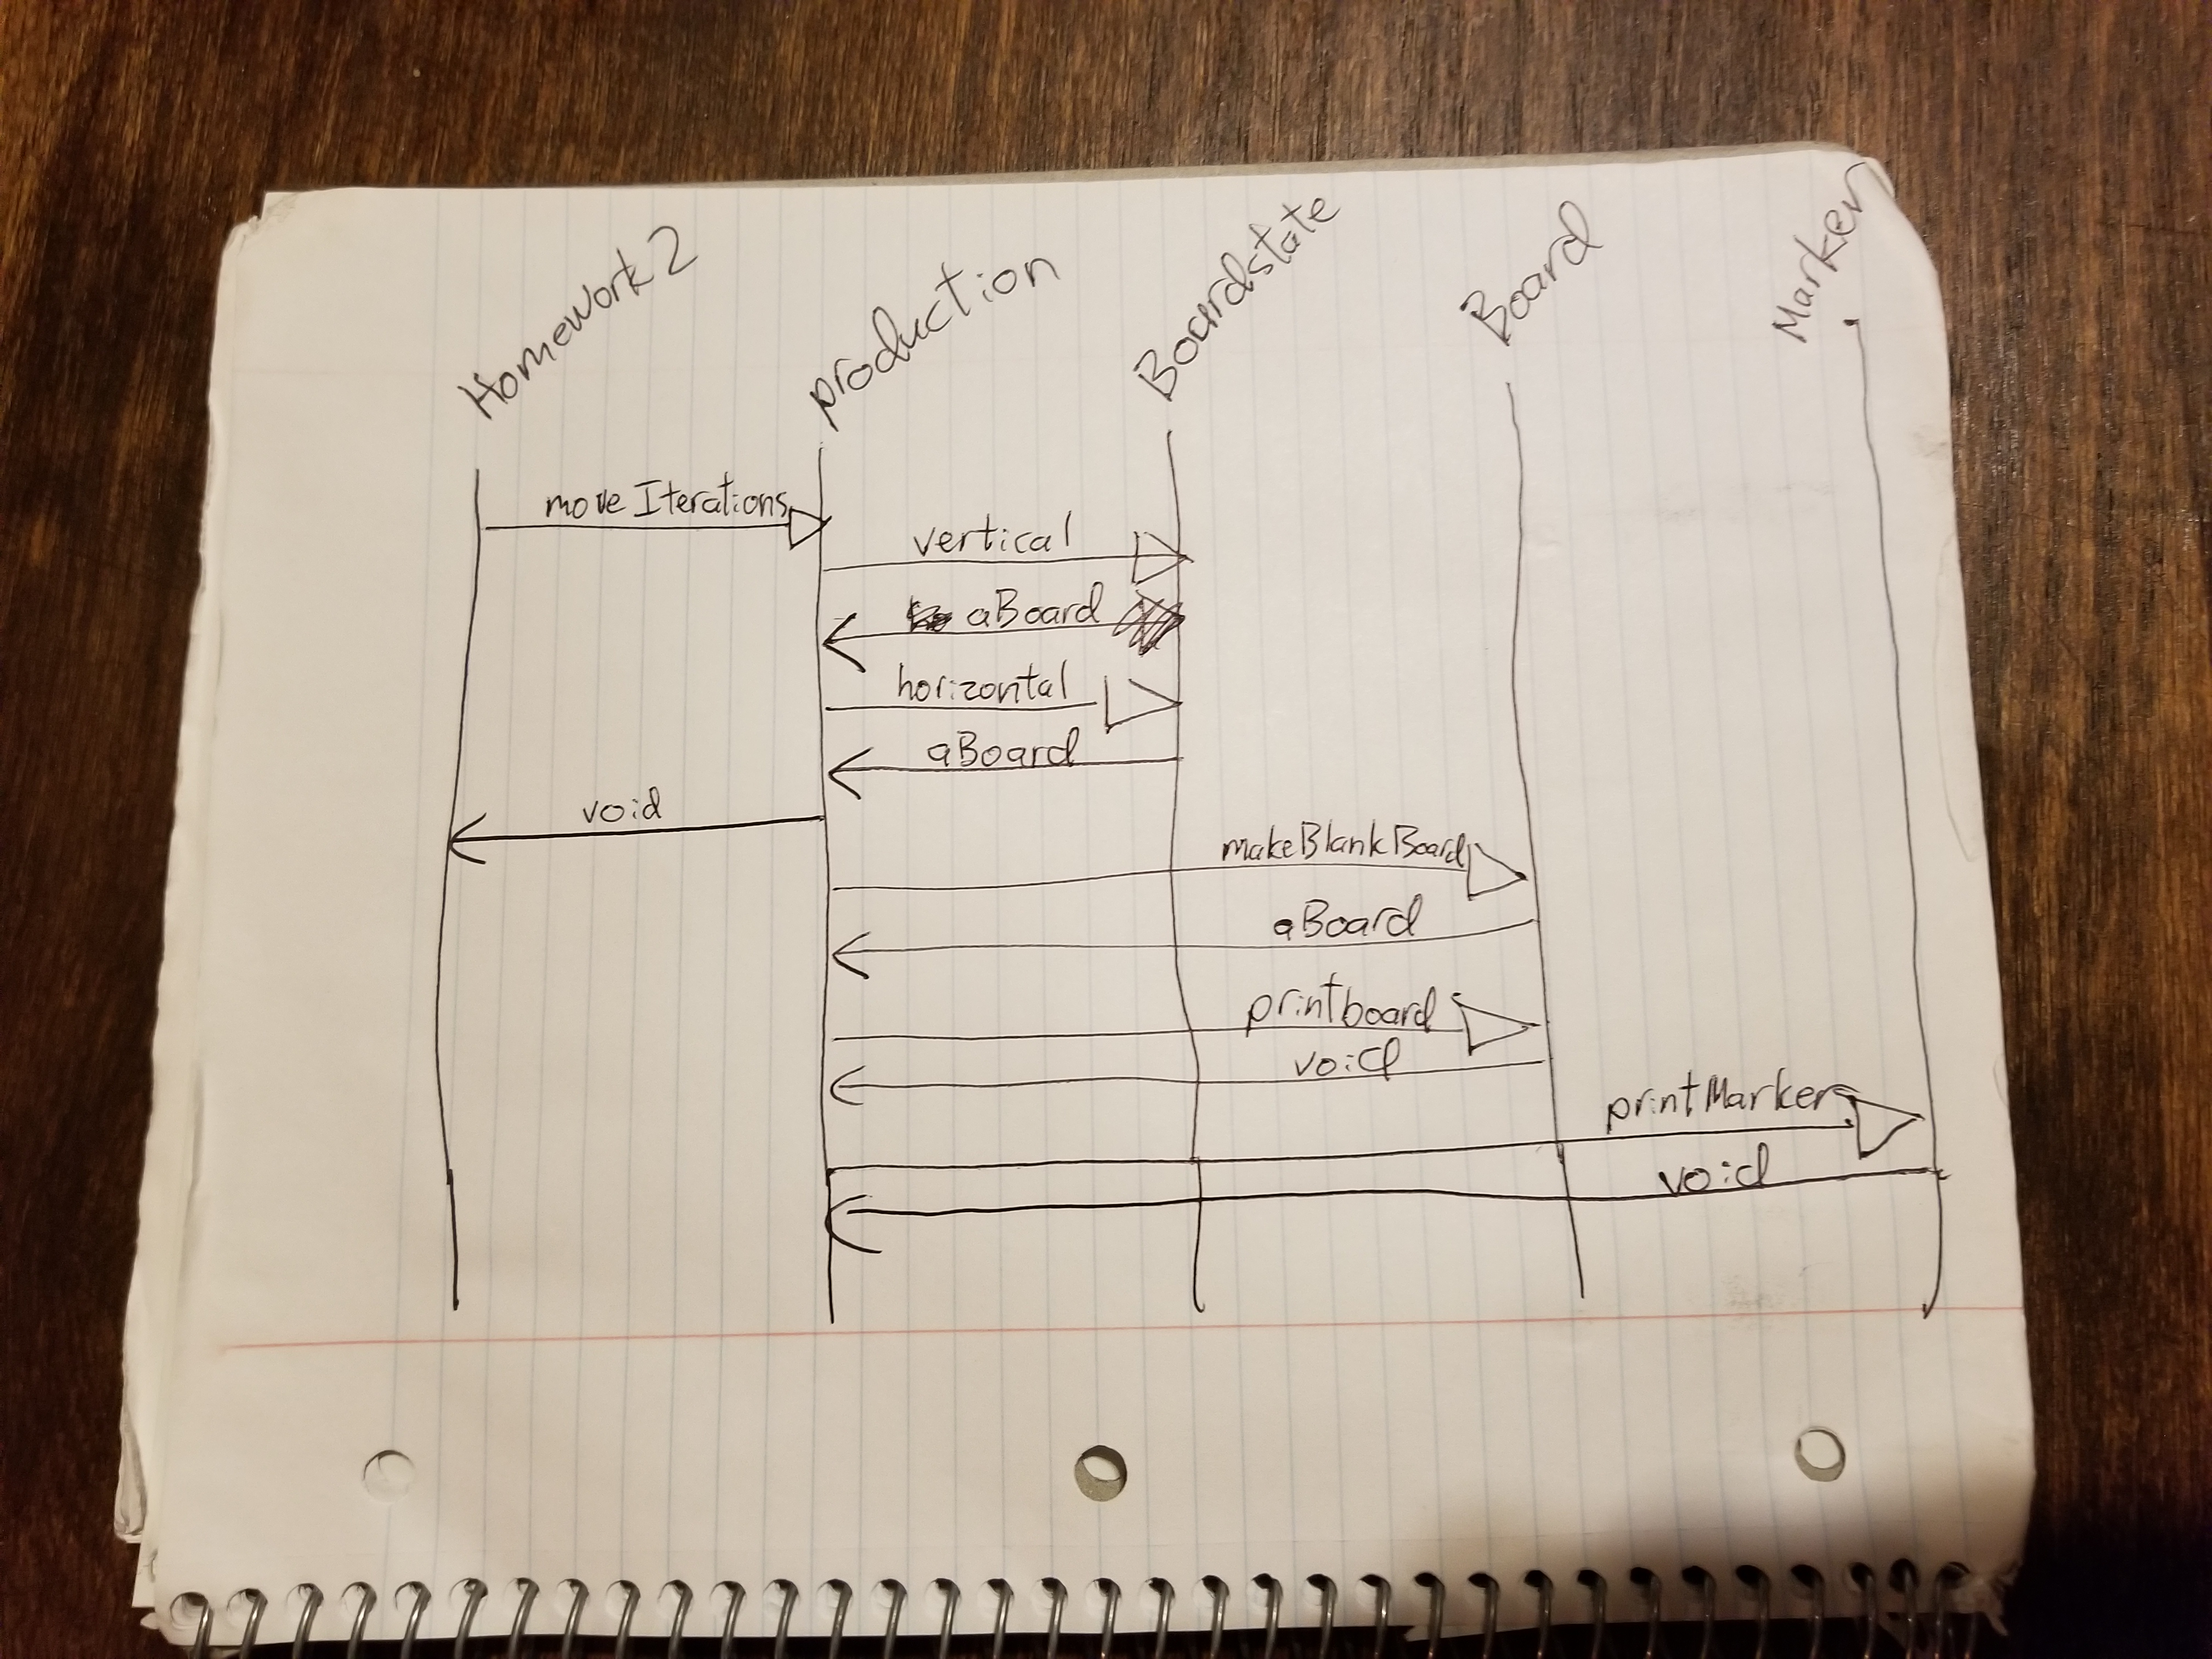 Homework2
production
Boardstate
Board
Marker
moveIterations
vertical
aBoard
horizontal
aBoard
void
makeBlankBoard
aBoard
printboard
void
printMarker
void